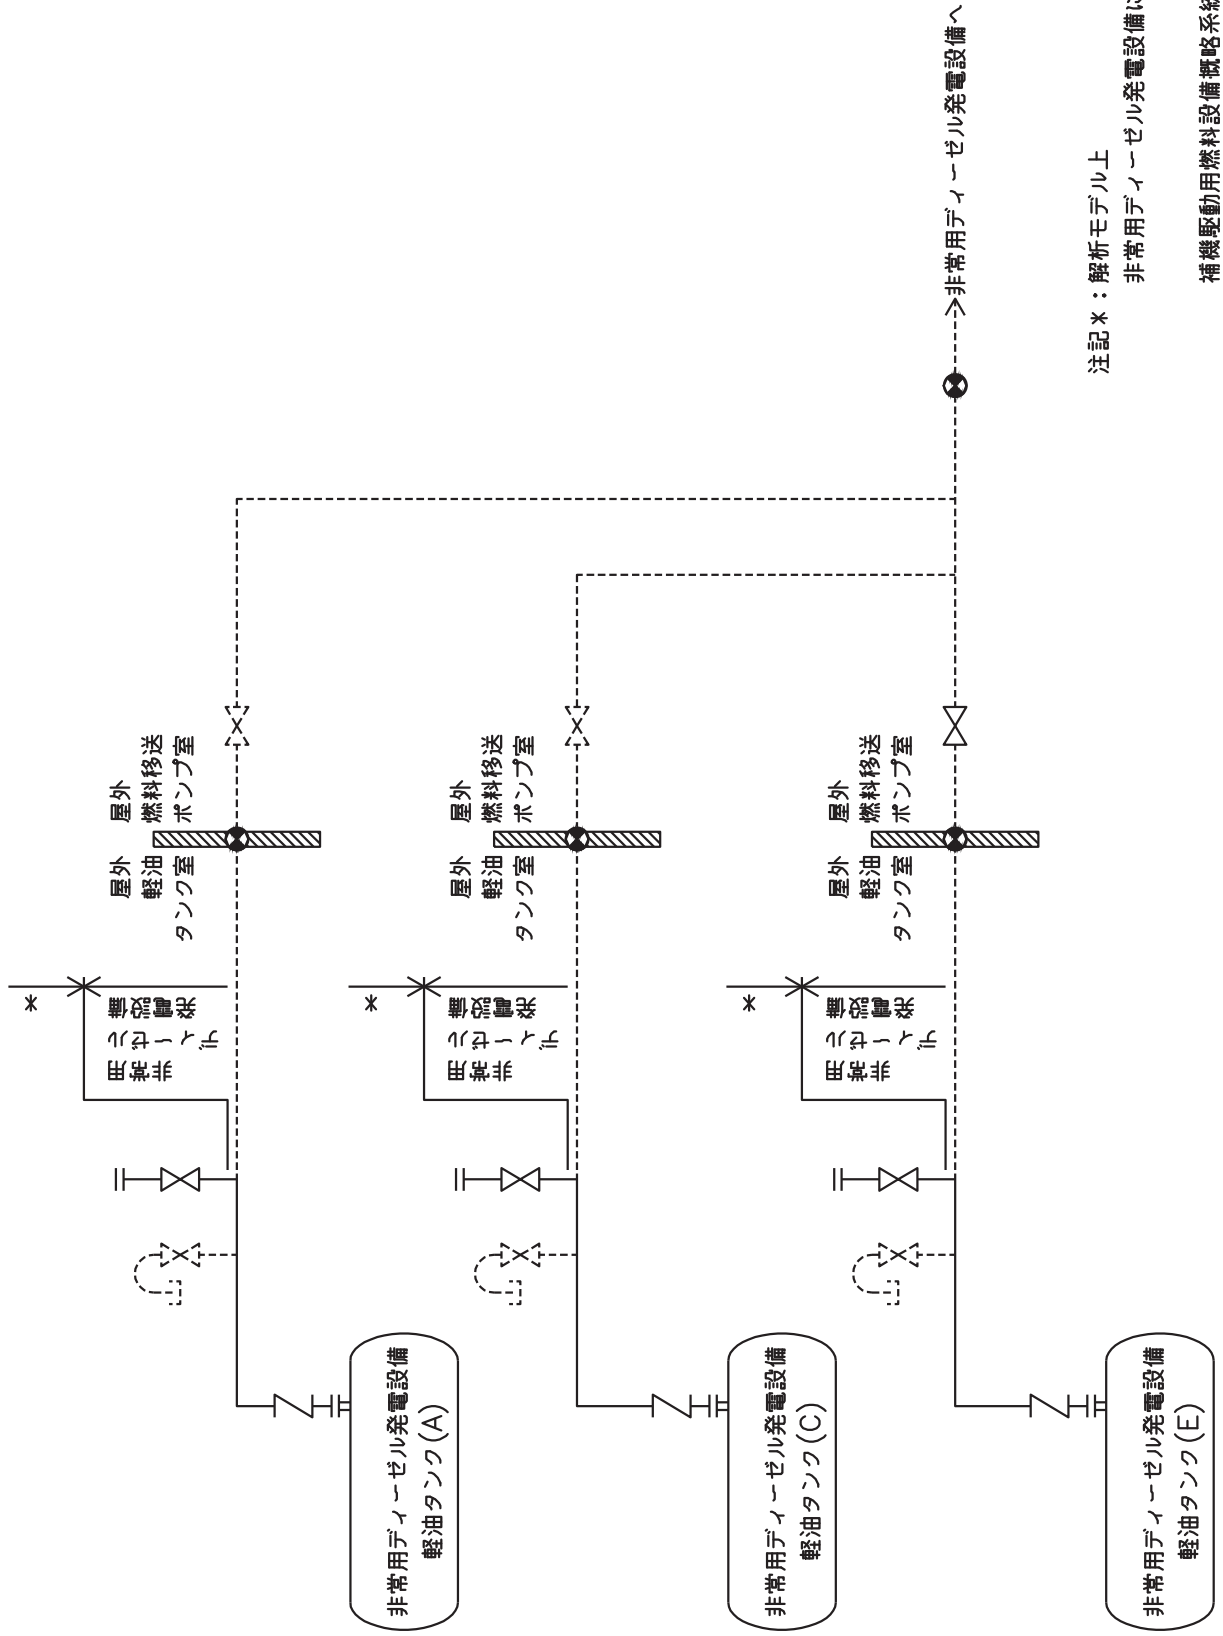 *
非常用
ディーゼル
発電設備
屋外
軽油
タンク室
屋外
燃料移送
ポンプ室
非常用ディーゼル発電設備
軽油タンク(A)
*
非常用
ディーゼル
発電設備
屋外
軽油
タンク室
屋外
燃料移送
ポンプ室
非常用ディーゼル発電設備
軽油タンク(C)
*
非常用
ディーゼル
発電設備
屋外
軽油
タンク室
屋外
燃料移送
ポンプ室
非常用ディーゼル発電設備へ
非常用ディーゼル発電設備
軽油タンク(E)
注記*：解析モデル上
非常用ディーゼル発電設備に
補機駆動用燃料設備概略系